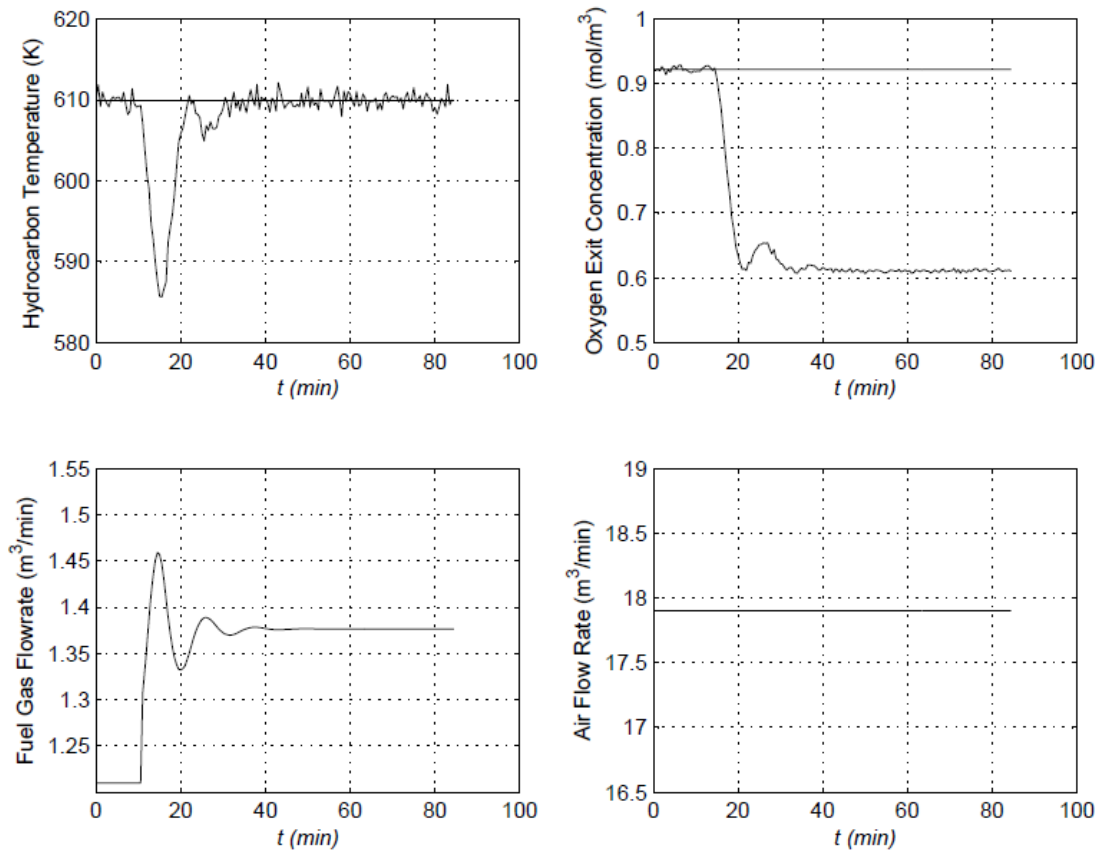 Hydrocarbon Temperature (K)
620
610
600
590
580
0 20 40 60 80 100
t (min)
Oxygen Exit Concentration (mol/m³)
1
0.9
0.8
0.7
0.6
0.5
0 20 40 60 80 100
t (min)
Fuel Gas Flowrate (m³/min)
1.55
1.5
1.45
1.4
1.35
1.3
1.25
0 20 40 60 80 100
t (min)
Air Flow Rate (m³/min)
19
18.5
18
17.5
17
16.5
0 20 40 60 80 100
t (min)